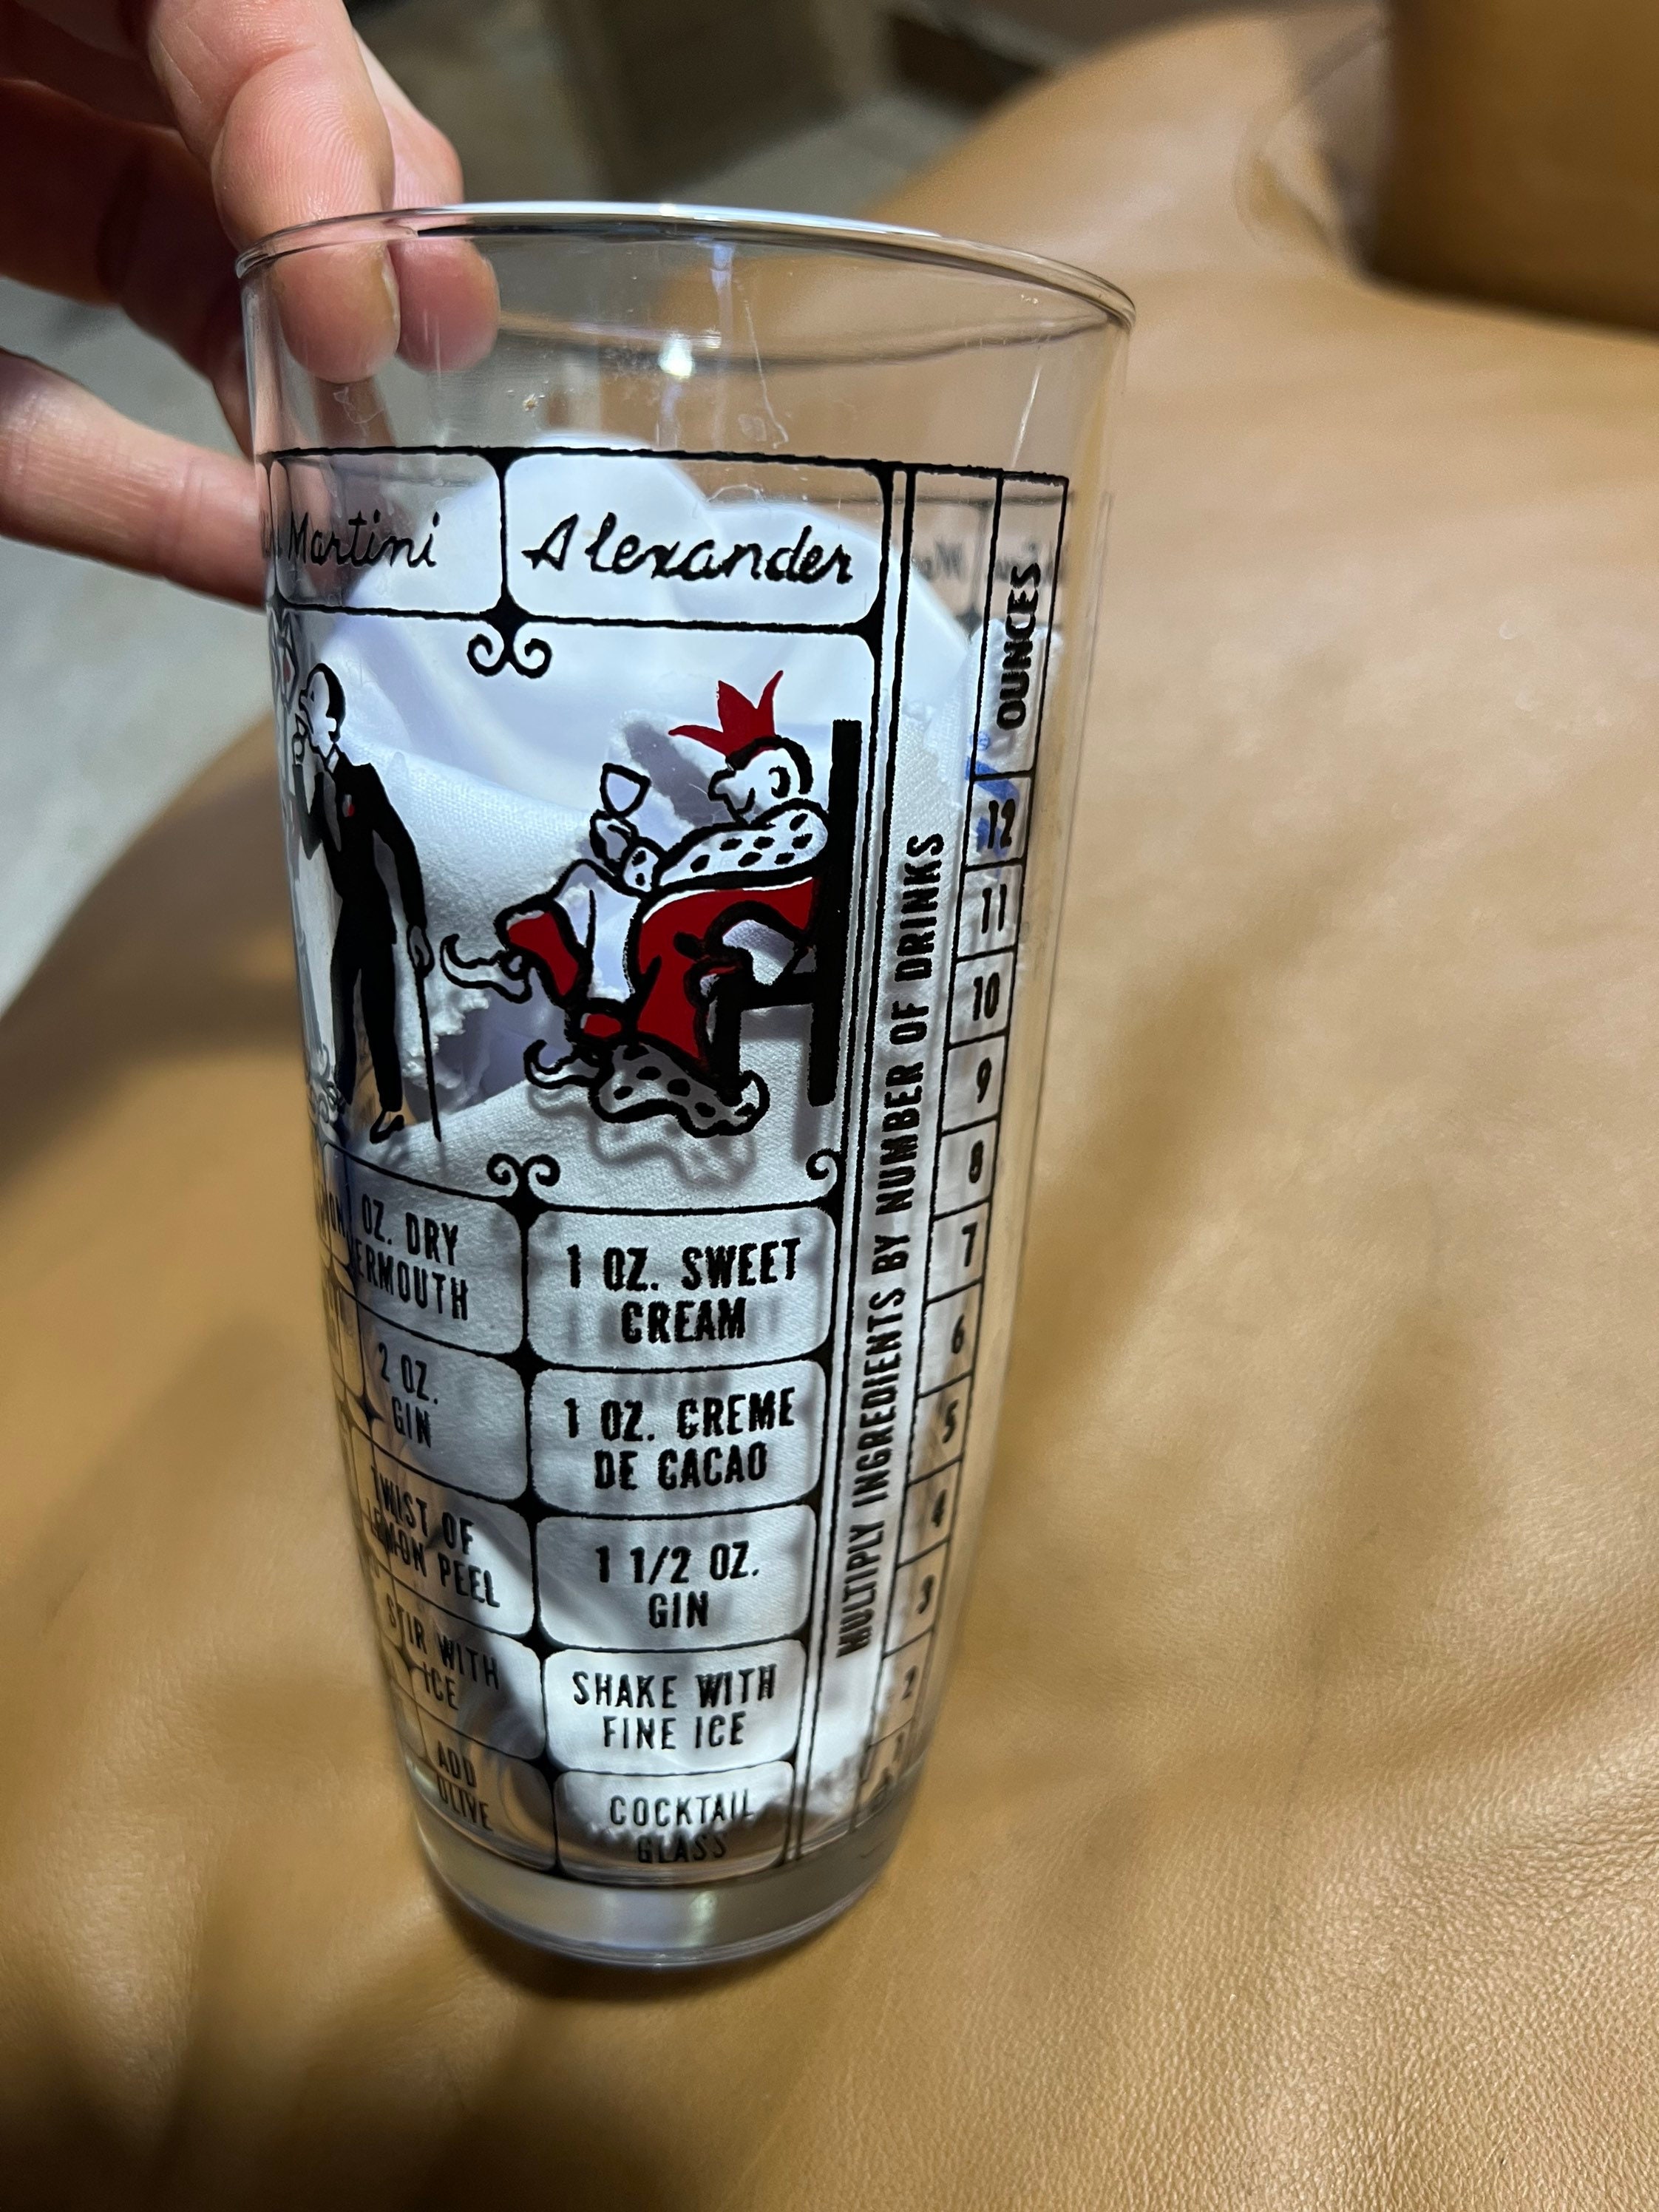 Martini
Alexander
OZ. DRY
VERMOUTH
2 OZ.
GIN
TWIST OF
LEMON PEEL
STIR WITH
ICE
ADD
OLIVE
1 OZ. SWEET
CREAM
1 OZ. CREME
DE CACAO
1 1/2 OZ.
GIN
SHAKE WITH
FINE ICE
COCKTAIL
GLASS
MULTIPLY INGREDIENTS BY NUMBER OF DRINKS
OUNCES
12
11
10
9
8
7
6
5
4
3
2
1